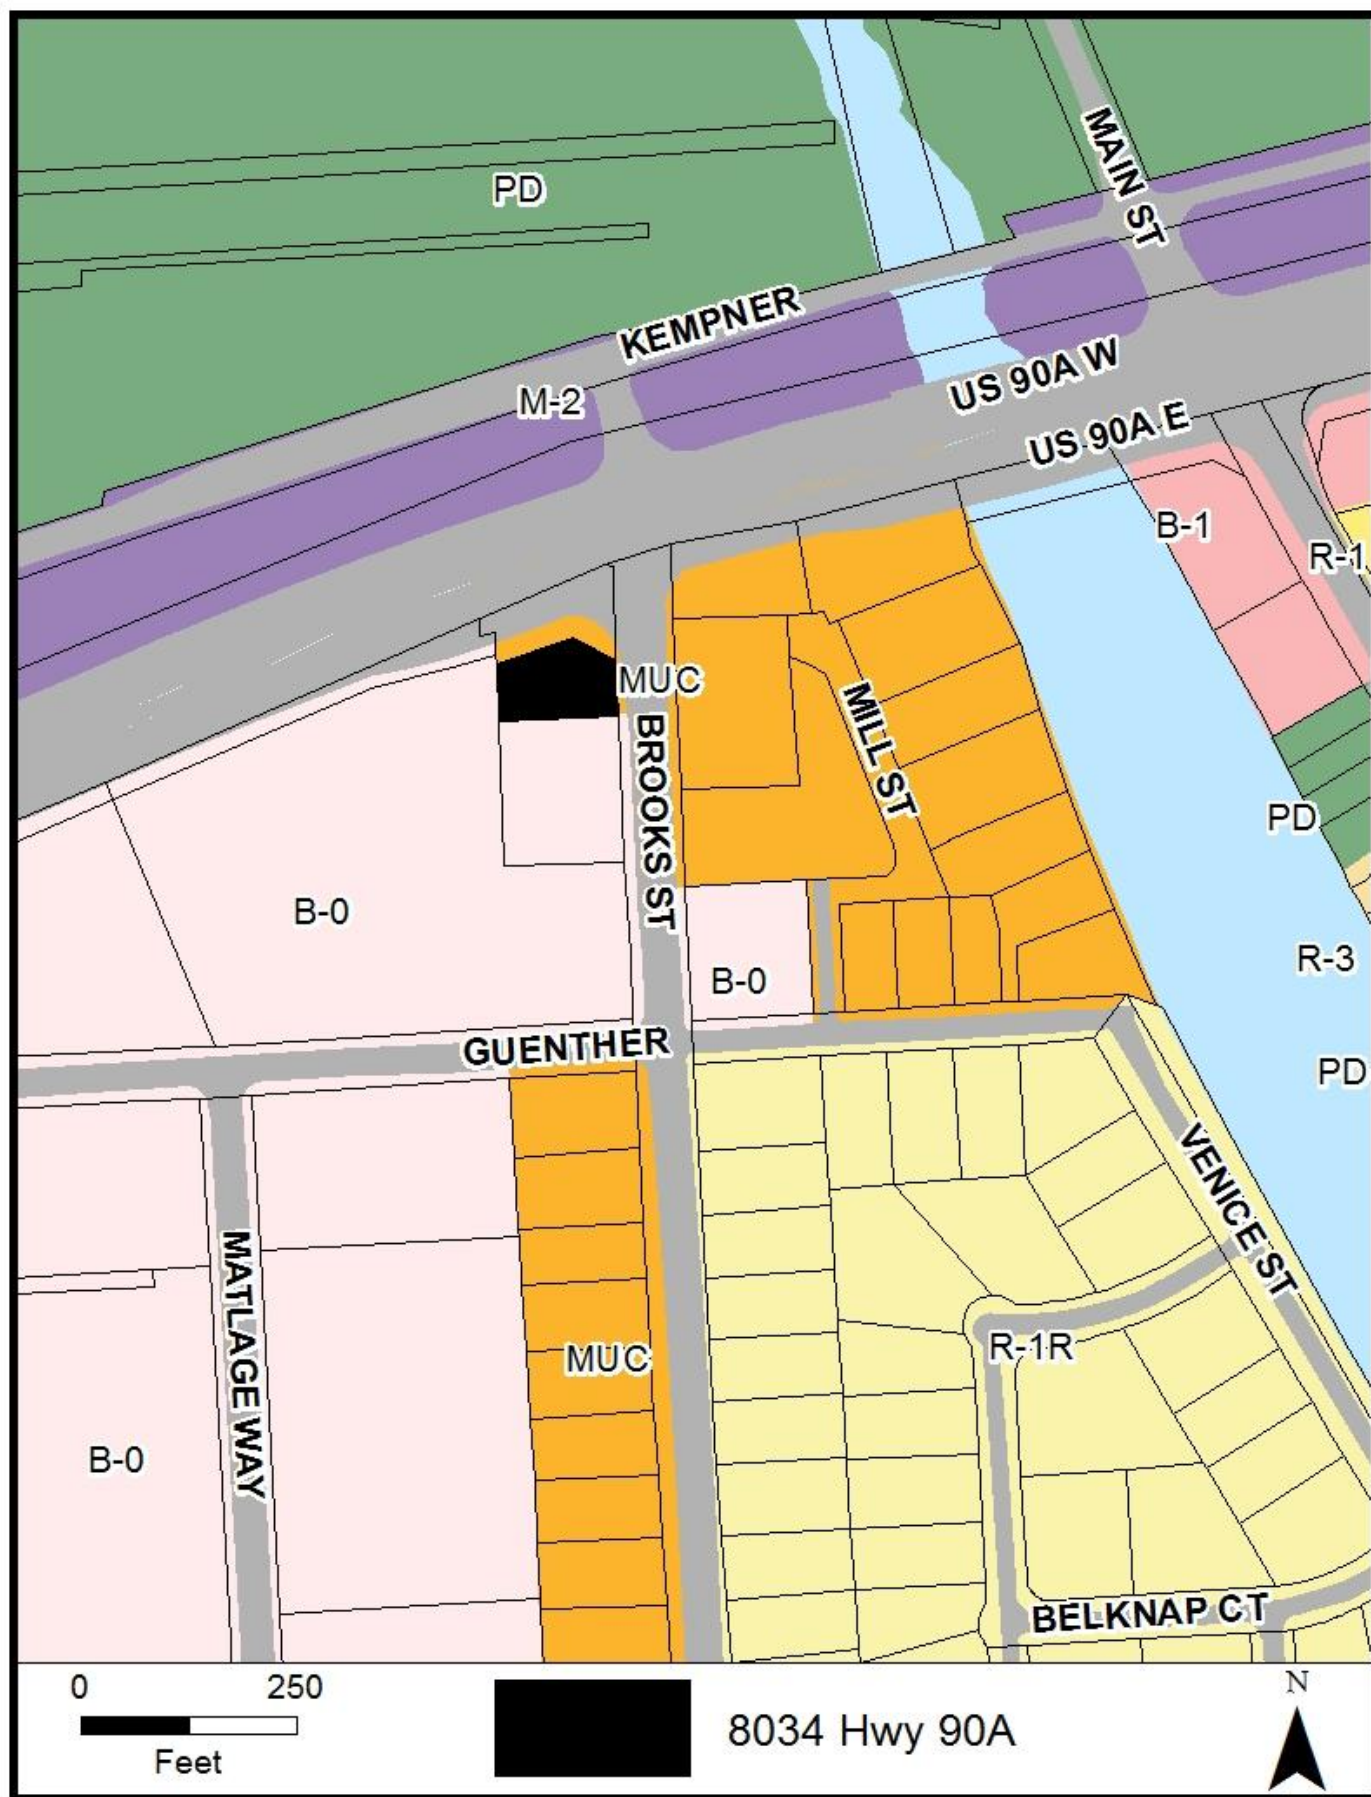 MAIN ST
PD
KEMPNER
US 90A W
M-2
US 90A E
B-1
R-1
MUC
MILL ST
BROOKS ST
PD
B-0
R-3
B-0
GUENTHER
PD
VENICE ST
MATLAGE WAY
R-1R
MUC
B-0
BELKNAP CT
0 250
Feet
8034 Hwy 90A
N